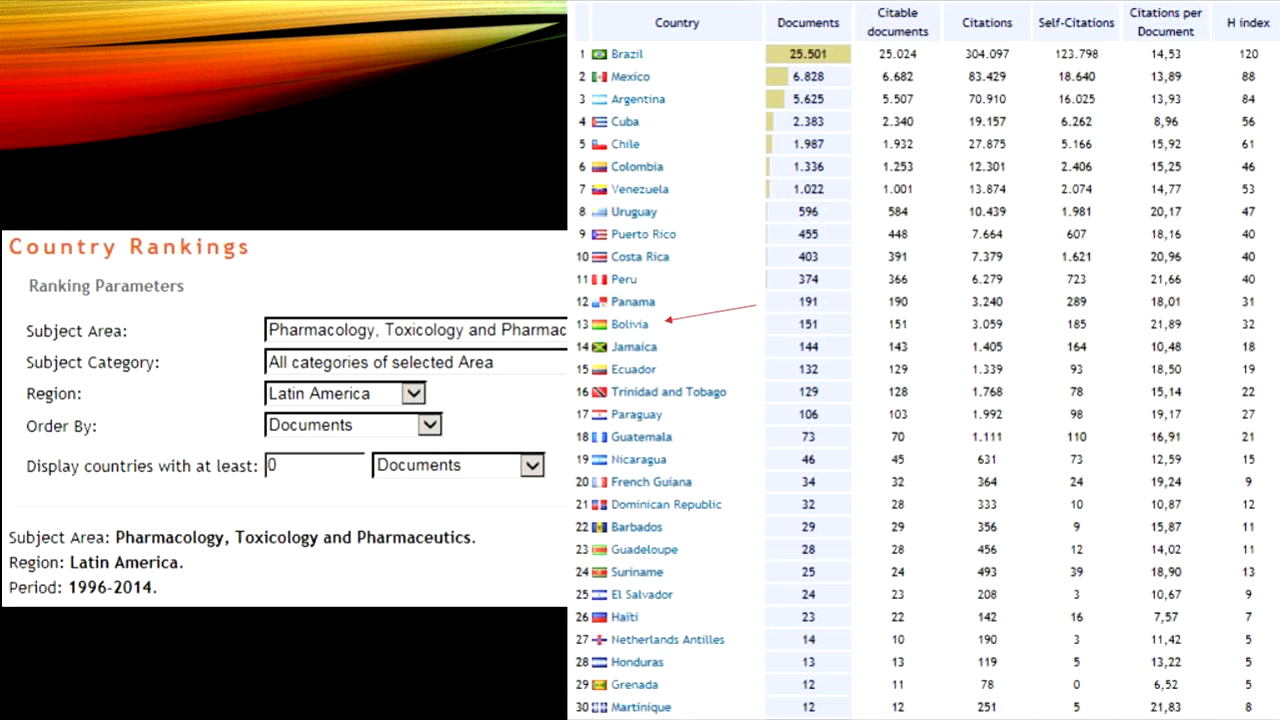 Country Rankings
Ranking Parameters
Subject Area: Pharmacology, Toxicology and Pharmac
Subject Category: All categories of selected Area
Region: Latin America
Order By: Documents
Display countries with at least: 0 Documents
Subject Area: Pharmacology, Toxicology and Pharmaceutics.
Region: Latin America.
Period: 1996-2014.
Country Documents Citable documents Citations Self-Citations Citations per Document H index
1 Brazil 25.501 25.024 304.097 123.798 14,53 120
2 Mexico 6.828 6.682 83.429 18.640 13,89 88
3 Argentina 5.625 5.507 70.910 16.025 13,93 84
4 Cuba 2.383 2.340 19.157 6.262 8,96 56
5 Chile 1.987 1.932 27.875 5.166 15,92 61
6 Colombia 1.336 1.253 12.301 2.406 15,25 46
7 Venezuela 1.022 1.001 13.874 2.074 14,77 53
8 Uruguay 596 584 10.439 1.981 20,17 47
9 Puerto Rico 455 448 7.664 607 18,16 40
10 Costa Rica 403 391 7.379 1.621 20,96 40
11 Peru 374 366 6.279 723 21,66 40
12 Panama 191 190 3.240 289 18,01 31
13 Bolivia 151 151 3.059 185 21,89 32
14 Jamaica 144 143 1.405 164 10,48 18
15 Ecuador 132 129 1.339 93 18,50 19
16 Trinidad and Tobago 129 128 1.768 78 15,14 22
17 Paraguay 106 103 1.992 98 19,17 27
18 Guatemala 73 70 1.111 110 16,91 21
19 Nicaragua 46 45 631 73 12,59 15
20 French Guiana 34 32 364 24 19,24 9
21 Dominican Republic 32 28 333 10 10,87 12
22 Barbados 29 29 356 9 15,87 11
23 Guadeloupe 28 28 456 12 14,02 11
24 Suriname 25 24 493 39 18,90 13
25 El Salvador 24 23 208 3 10,67 9
26 Haiti 23 22 142 16 7,57 7
27 Netherlands Antilles 14 10 190 3 11,42 5
28 Honduras 13 13 119 5 13,22 5
29 Grenada 12 11 78 0 6,52 5
30 Martinique 12 12 251 5 21,83 8